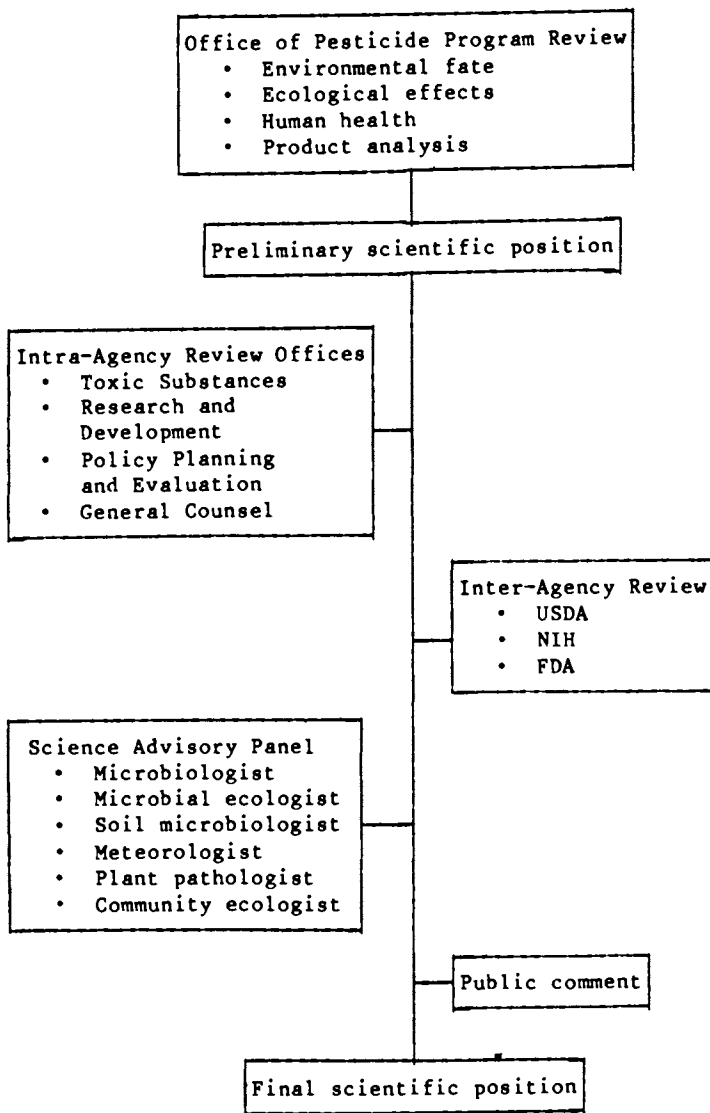 Office of Pesticide Program Review
• Environmental fate
• Ecological effects
• Human health
• Product analysis
Preliminary scientific position
Intra-Agency Review Offices
• Toxic Substances
• Research and
Development
• Policy Planning
and Evaluation
• General Counsel
Inter-Agency Review
• USDA
• NIH
• FDA
Science Advisory Panel
• Microbiologist
• Microbial ecologist
• Soil microbiologist
• Meteorologist
• Plant pathologist
• Community ecologist
Public comment
Final scientific position